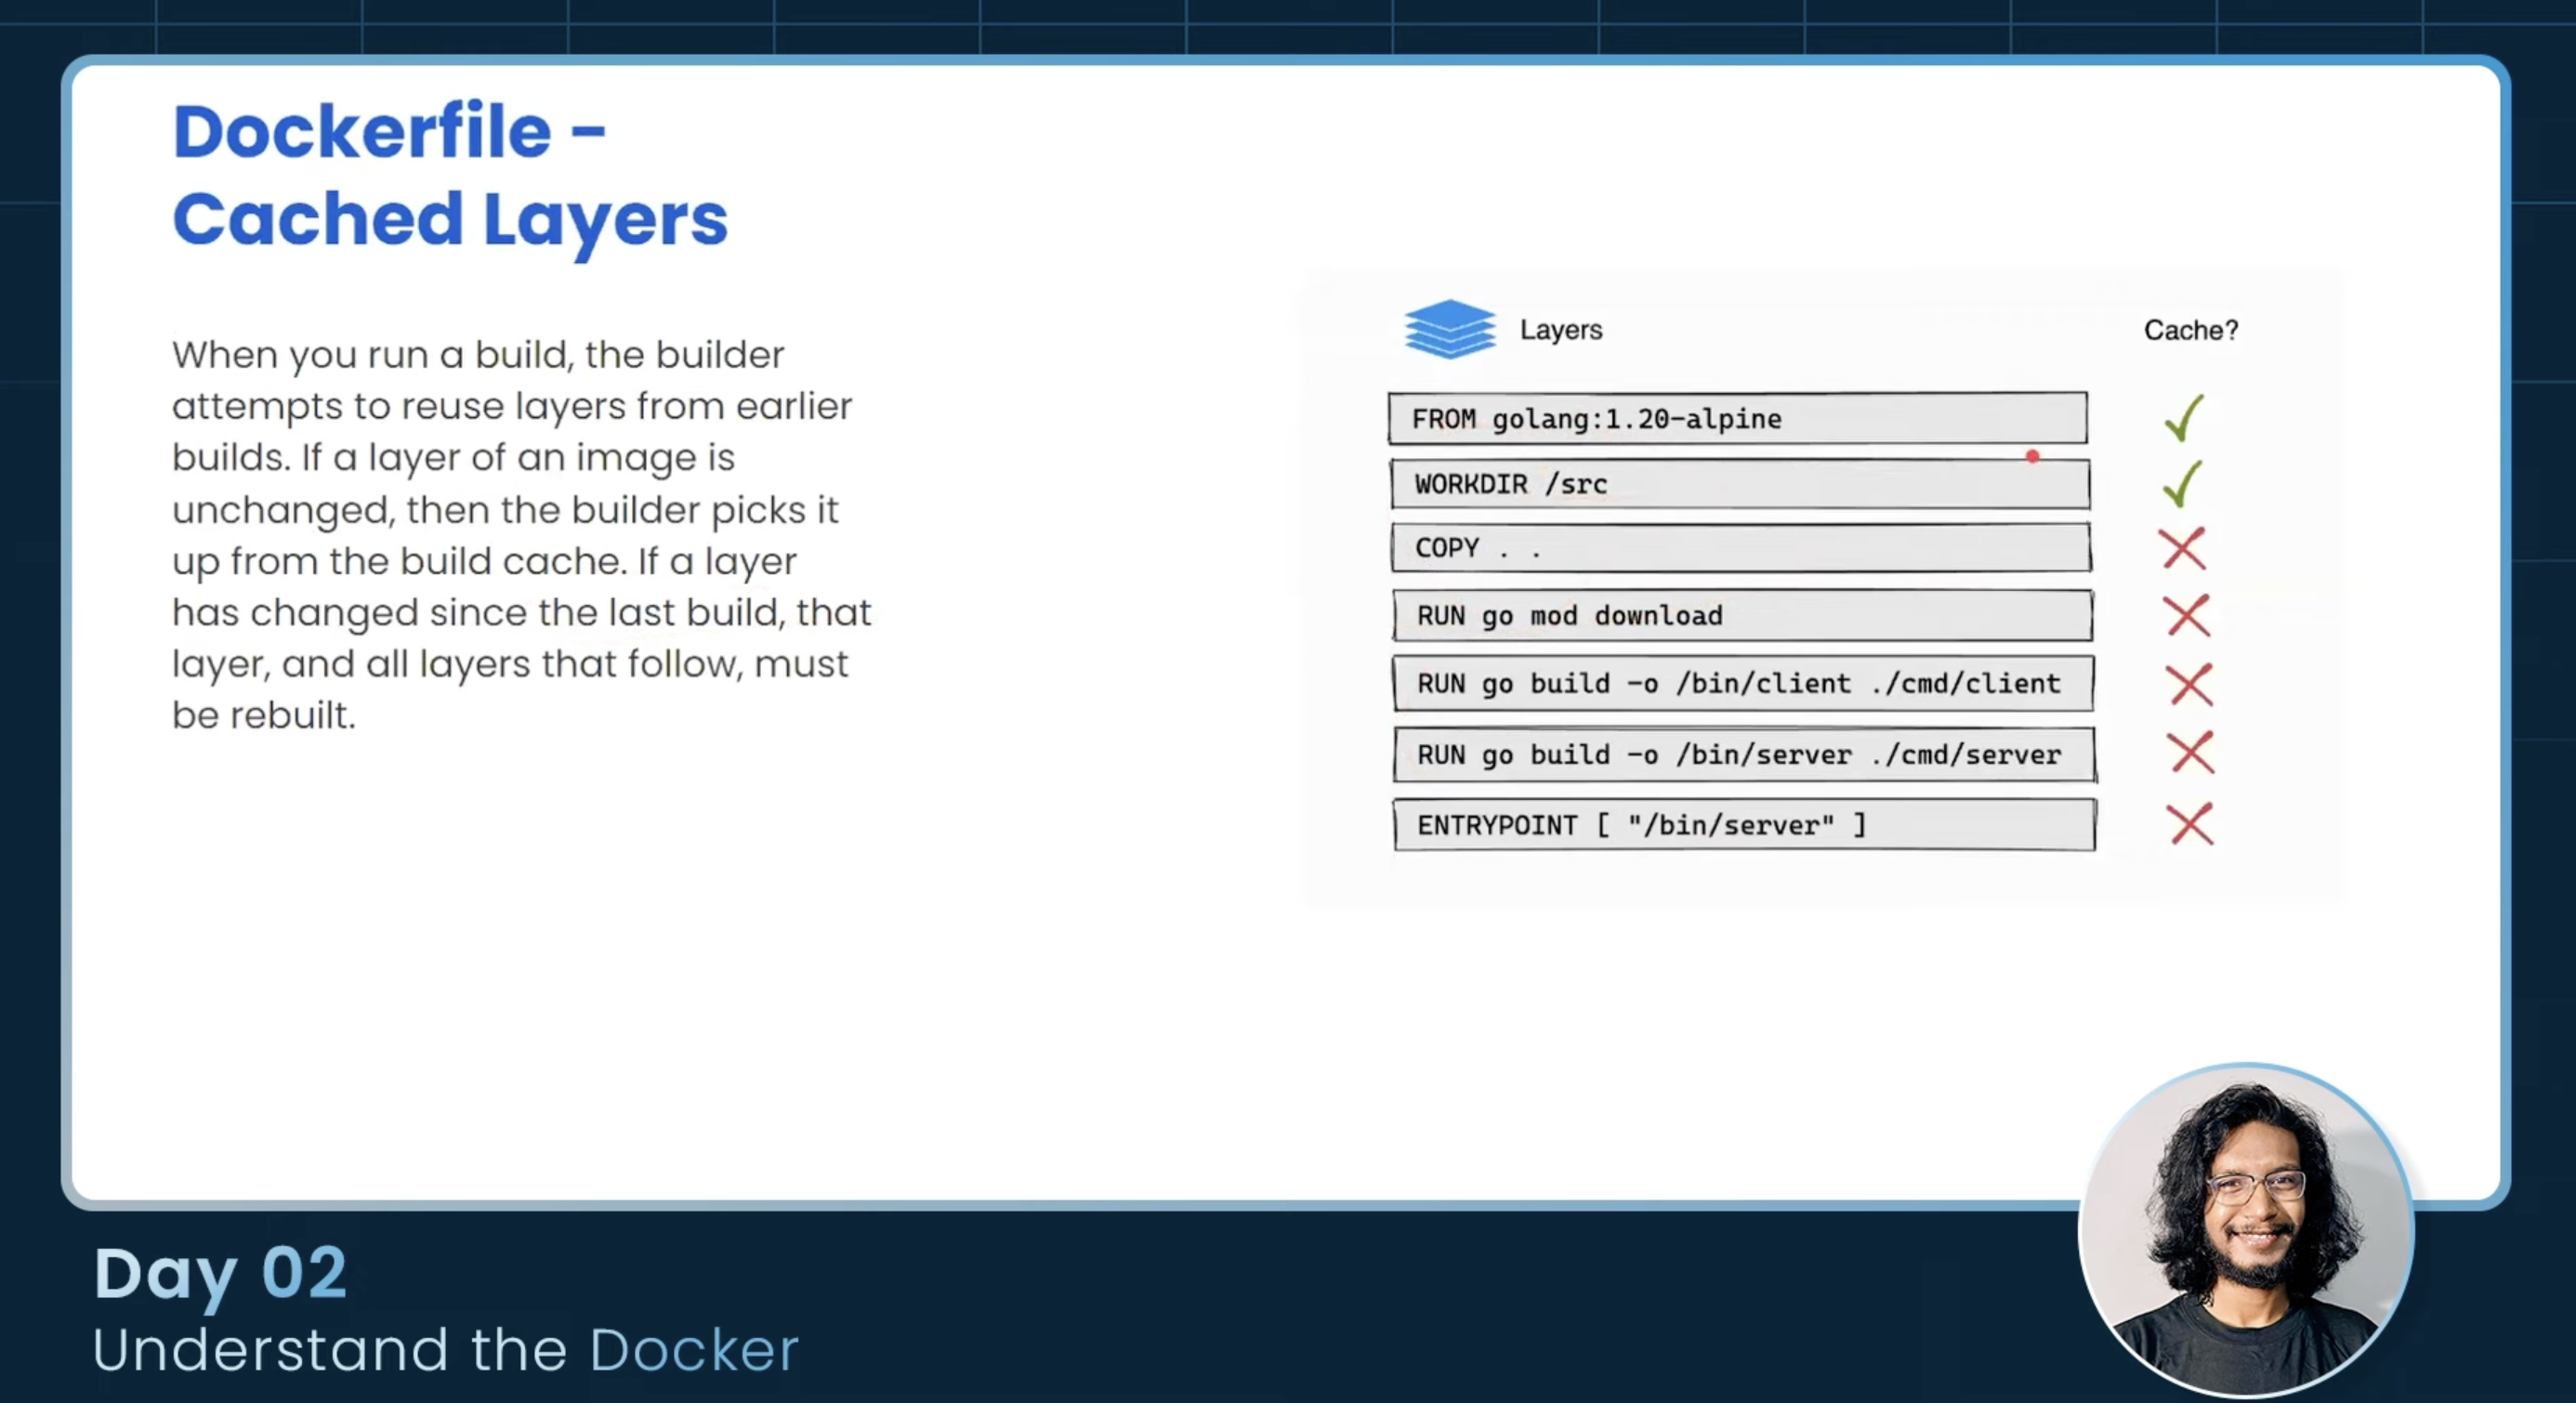 Dockerfile -
Cached Layers
When you run a build, the builder
attempts to reuse layers from earlier
builds. If a layer of an image is
unchanged, then the builder picks it
up from the build cache. If a layer
has changed since the last build, that
layer, and all layers that follow, must
be rebuilt.
Layers Cache?
FROM golang:1.20-alpine
WORKDIR /src
COPY . .
RUN go mod download
RUN go build -o /bin/client ./cmd/client
RUN go build -o /bin/server ./cmd/server
ENTRYPOINT [ "/bin/server" ]
Day 02
Understand the Docker